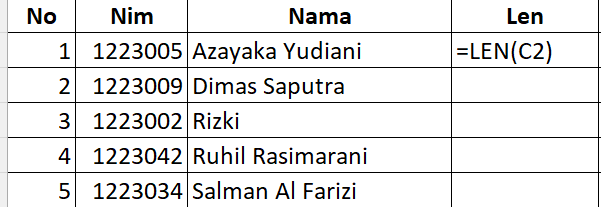 No Nim Nama Len
1 1223005 Azayaka Yudiani =LEN(C2)
2 1223009 Dimas Saputra
3 1223002 Rizki
4 1223042 Ruhil Rasimarani
5 1223034 Salman Al Farizi